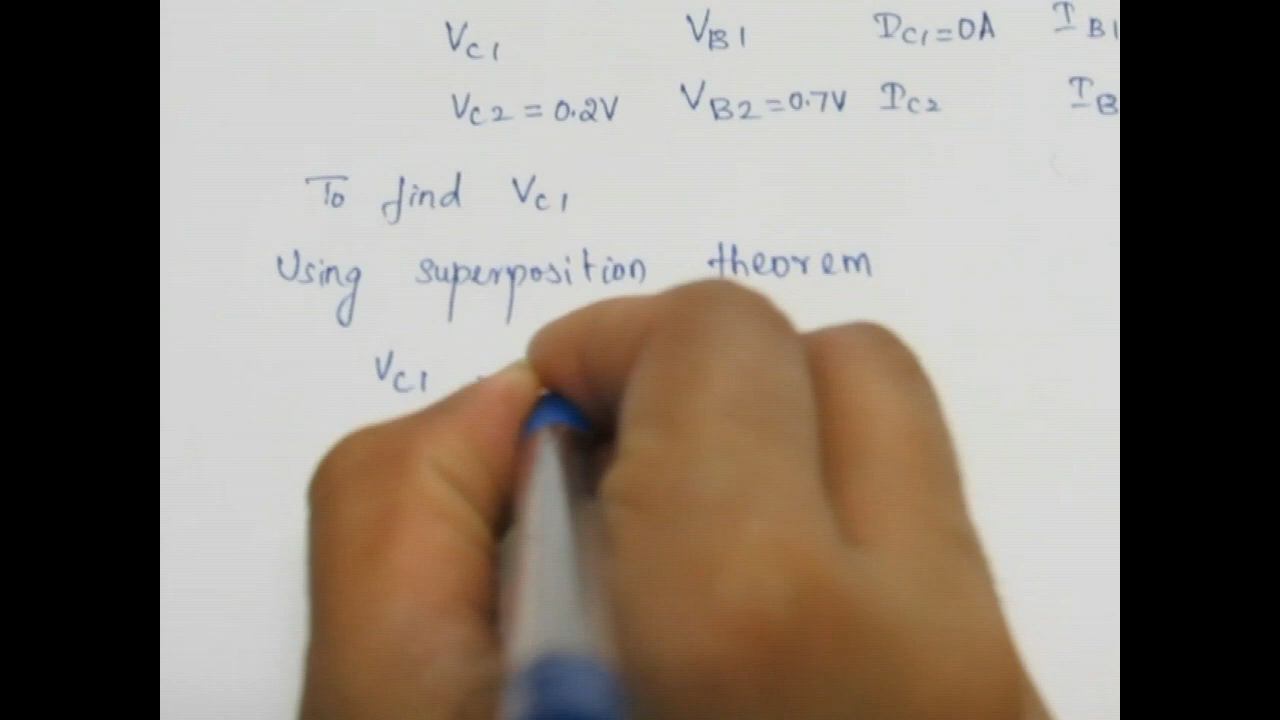 VC1 VB1 IC1=0A IB1
VC2 = 0.2V VB2=0.7V IC2 IB
To find VC1
Using superposition theorem
VC1